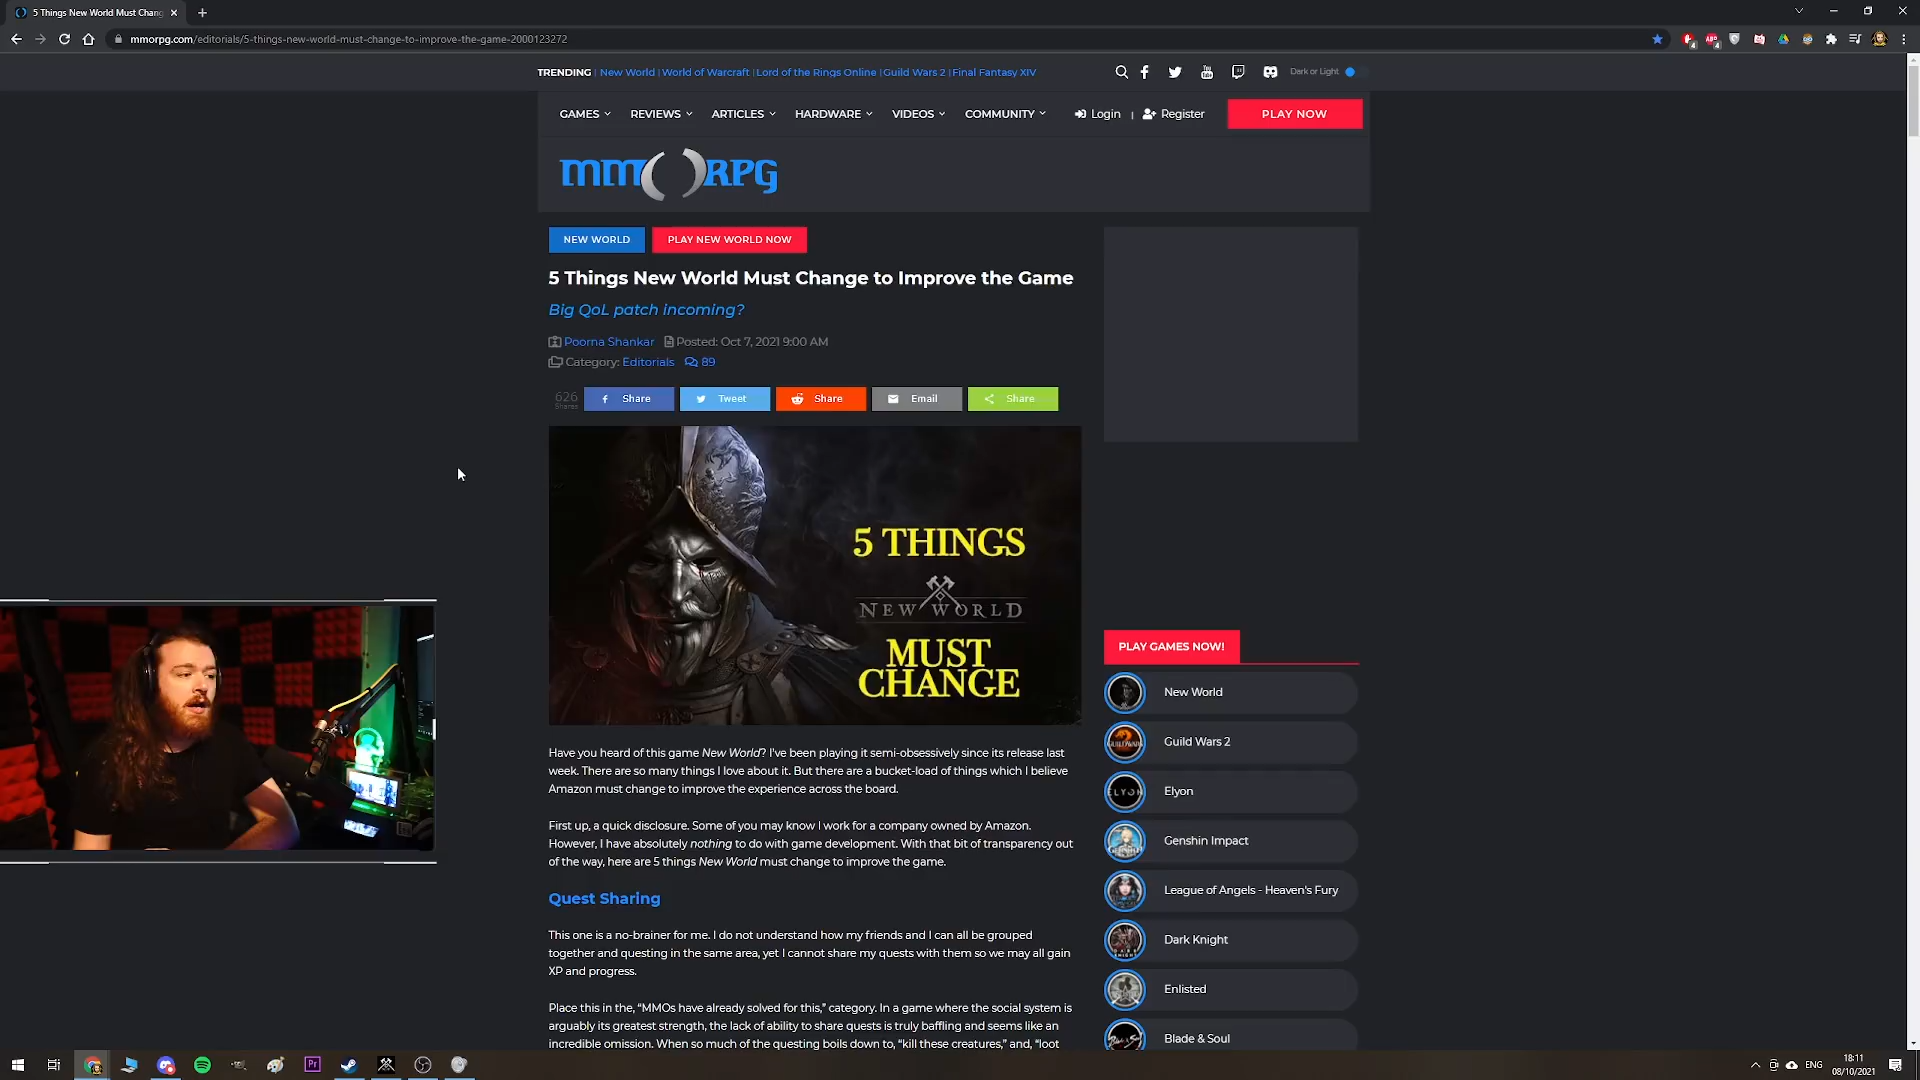 5 Things New World Must Chang
mmorpg.com/editorials/5-things-new-world-must-change-to-improve-the-game-2000123272
TRENDING | New World | World of Warcraft | Lord of the Rings Online | Guild Wars 2 | Final Fantasy XIV
Dark or Light
GAMES REVIEWS ARTICLES HARDWARE VIDEOS COMMUNITY Login | Register PLAY NOW
mmorpg
NEW WORLD PLAY NEW WORLD NOW
5 Things New World Must Change to Improve the Game
Big QoL patch incoming?
Poorna Shankar Posted: Oct 7, 2021 9:00 AM
Category: Editorials 89
626 Shares
Share Tweet Share Email Share
5 THINGS
NEW WORLD
MUST
CHANGE
Have you heard of this game New World? I've been playing it semi-obsessively since its release last
week. There are so many things I love about it. But there are a bucket-load of things which I believe
Amazon must change to improve the experience across the board.
First up, a quick disclosure. Some of you may know I work for a company owned by Amazon.
However, I have absolutely nothing to do with game development. With that bit of transparency out
of the way, here are 5 things New World must change to improve the game.
Quest Sharing
This one is a no-brainer for me. I do not understand how my friends and I can all be grouped
together and questing in the same area, yet I cannot share my quests with them so we may all gain
XP and progress.
Place this in the, “MMOs have already solved for this,” category. In a game where the social system is
arguably its greatest strength, the lack of ability to share quests is truly baffling and seems like an
incredible omission. When so much of the questing boils down to, “kill these creatures,” and, “loot
PLAY GAMES NOW!
New World
Guild Wars 2
Elyon
Genshin Impact
League of Angels - Heaven's Fury
Dark Knight
Enlisted
Blade & Soul
ENG
18:11
08/10/2021